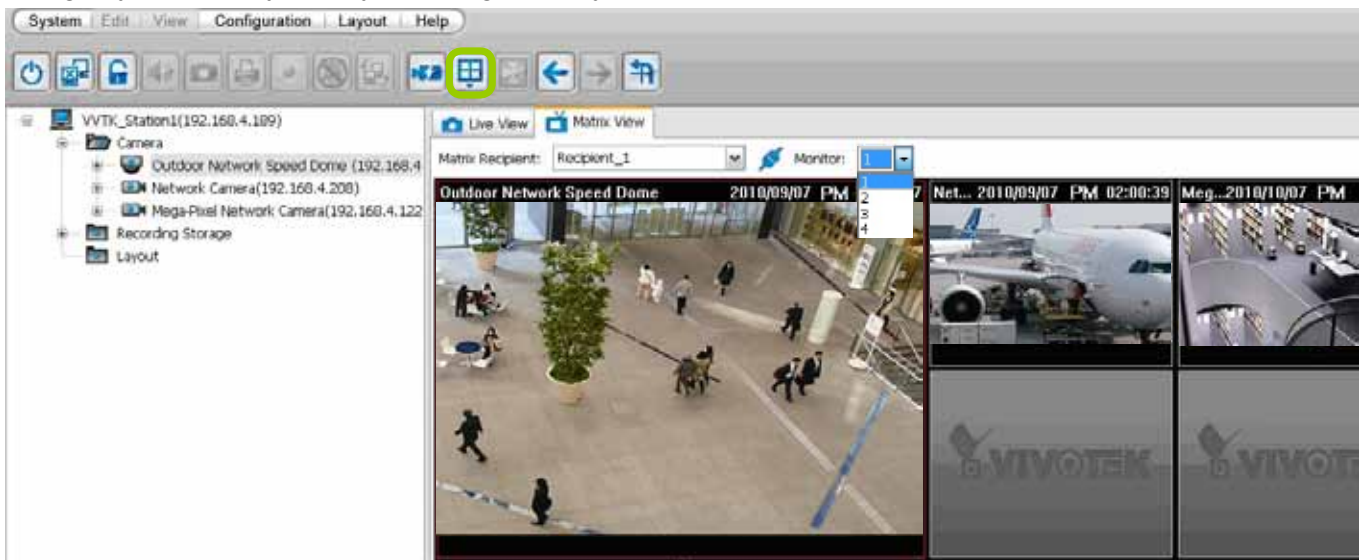 System Edit View Configuration Layout Help
VVTK_Station1(192.168.4.189)
Camera
Outdoor Network Speed Dome (192.168.4
Network Camera(192.168.4.208)
Mega-Pixel Network Camera(192.168.4.122
Recording Storage
Layout
Live View Matrix View
Matrix Recipient: Recipient_1 Monitor: 1
1
2
3
4
Outdoor Network Speed Dome 2010/09/07 PM 7
Net... 2010/09/07 PM 02:00:39
Meg...2010/10/07 PM
VIVOTEK
VIVOT